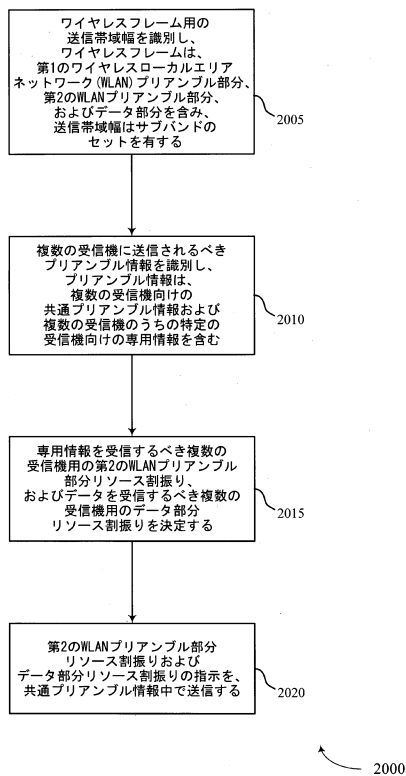 ワイヤレスフレーム用の
送信帯域幅を識別し、
ワイヤレスフレームは、
第1のワイヤレスローカルエリア
ネットワーク(WLAN)プリアンブル部分、
第2のWLANプリアンブル部分、
およびデータ部分を含み、
送信帯域幅はサブバンドの
セットを有する
2005
複数の受信機に送信されるべき
プリアンブル情報を識別し、
プリアンブル情報は、
複数の受信機向けの
共通プリアンブル情報および
複数の受信機のうちの特定の
受信機向けの専用情報を含む
2010
専用情報を受信するべき複数の
受信機用の第2のWLANプリアンブル
部分リソース割振り、
およびデータを受信するべき複数の
受信機用のデータ部分
リソース割振りを決定する
2015
第2のWLANプリアンブル部分
リソース割振りおよび
データ部分リソース割振りの指示を、
共通プリアンブル情報中で送信する
2020
2000